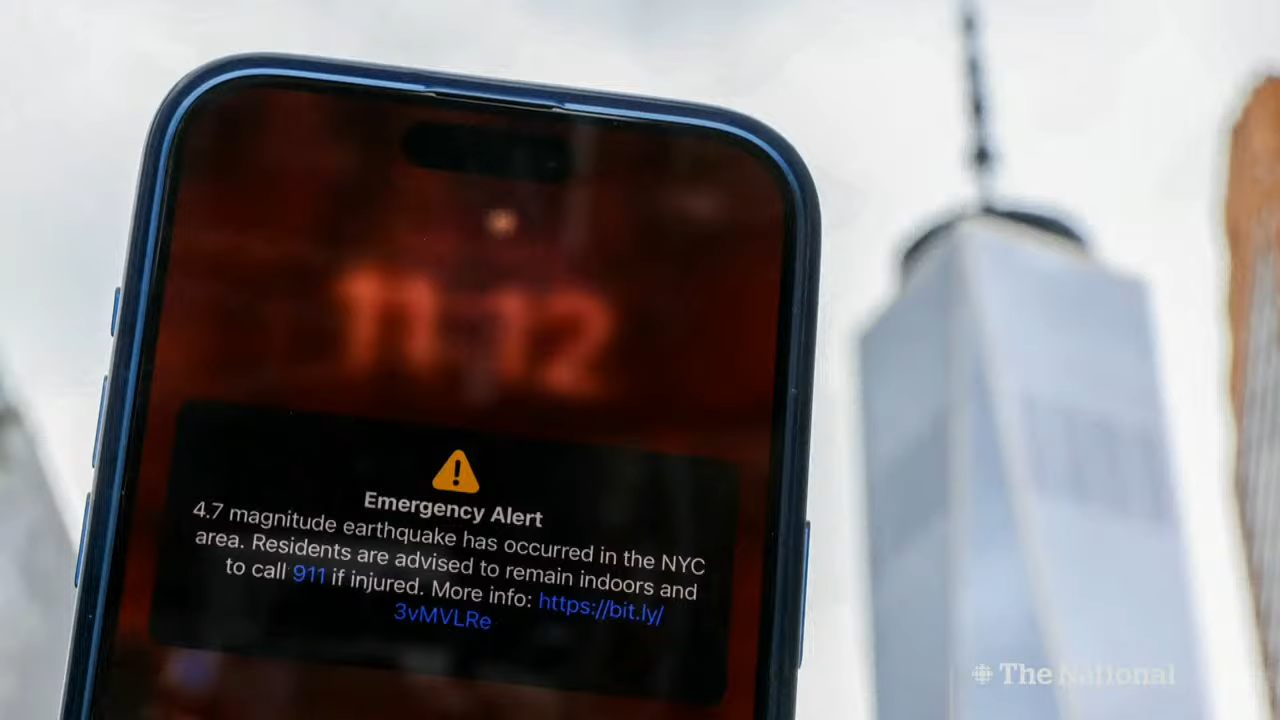 11 12
Emergency Alert
4.7 magnitude earthquake has occurred in the NYC
area. Residents are advised to remain indoors and
to call 911 if injured. More info: https://bit.ly/
3vMVLRe
The National